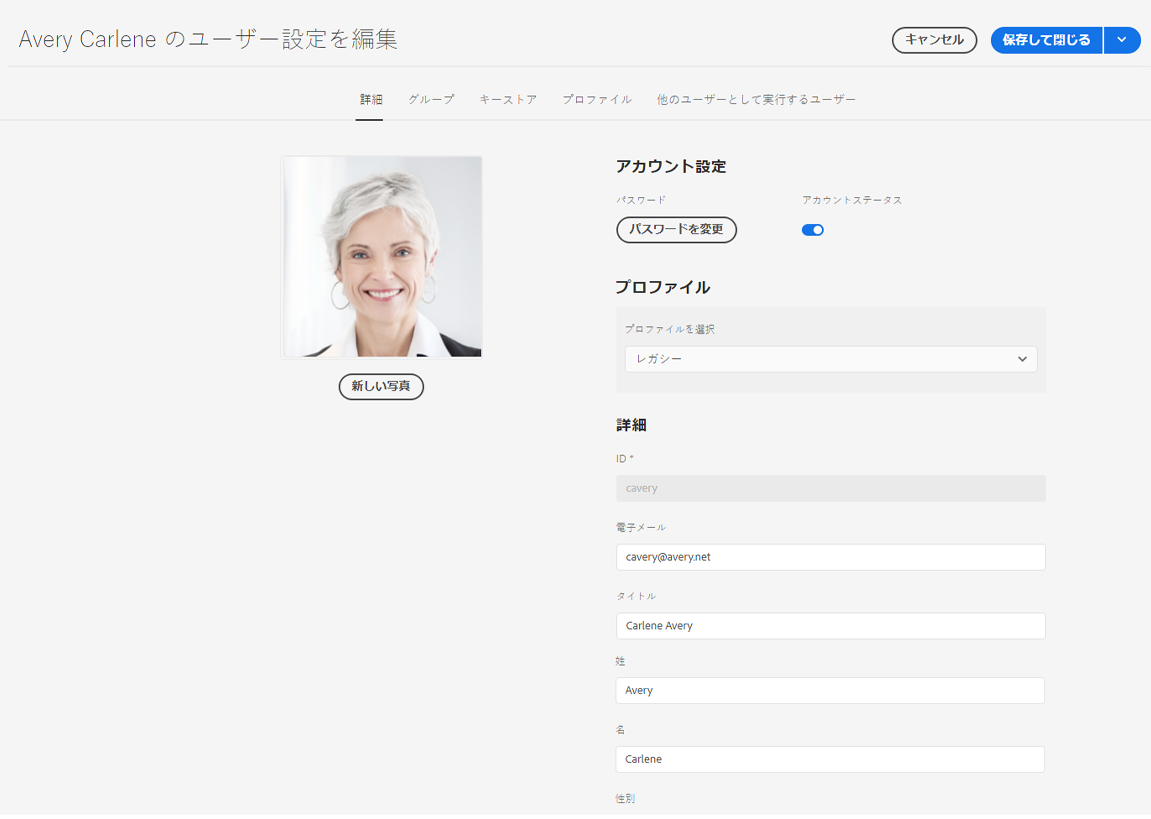 Avery Carlene のユーザー設定を編集
キャンセル
保存して閉じる
詳細 グループ キーストア プロファイル 他のユーザーとして実行するユーザー
アカウント設定
パスワード アカウントステータス
パスワードを変更
プロファイル
プロファイルを選択
レガシー
新しい写真
詳細
ID *
cavery
電子メール
cavery@avery.net
タイトル
Carlene Avery
姓
Avery
名
Carlene
性別